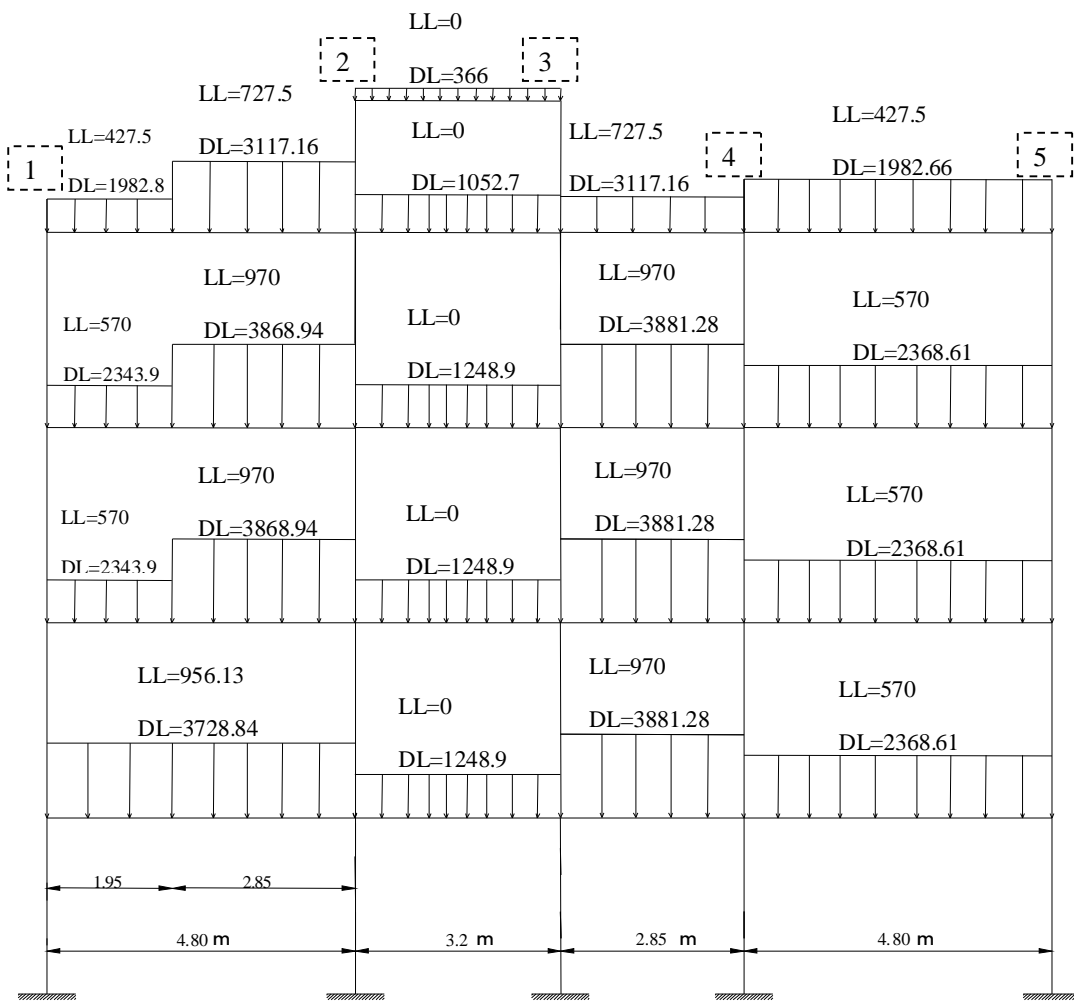 LL=0
2
3
DL=366
LL=727.5
LL=427.5
DL=3117.16
LL=0
LL=727.5
LL=427.5
1
DL=1982.8
DL=1052.7
DL=3117.16
4
DL=1982.66
5
LL=970
LL=970
LL=570
LL=570
DL=3868.94
LL=0
DL=3881.28
DL=2343.9
DL=1248.9
DL=2368.61
LL=970
LL=970
LL=570
LL=570
DL=3868.94
LL=0
DL=3881.28
DL=2343.9
DL=1248.9
DL=2368.61
LL=956.13
LL=970
LL=570
DL=3728.84
LL=0
DL=3881.28
DL=1248.9
DL=2368.61
1.95
2.85
4.80 m
3.2 m
2.85 m
4.80 m